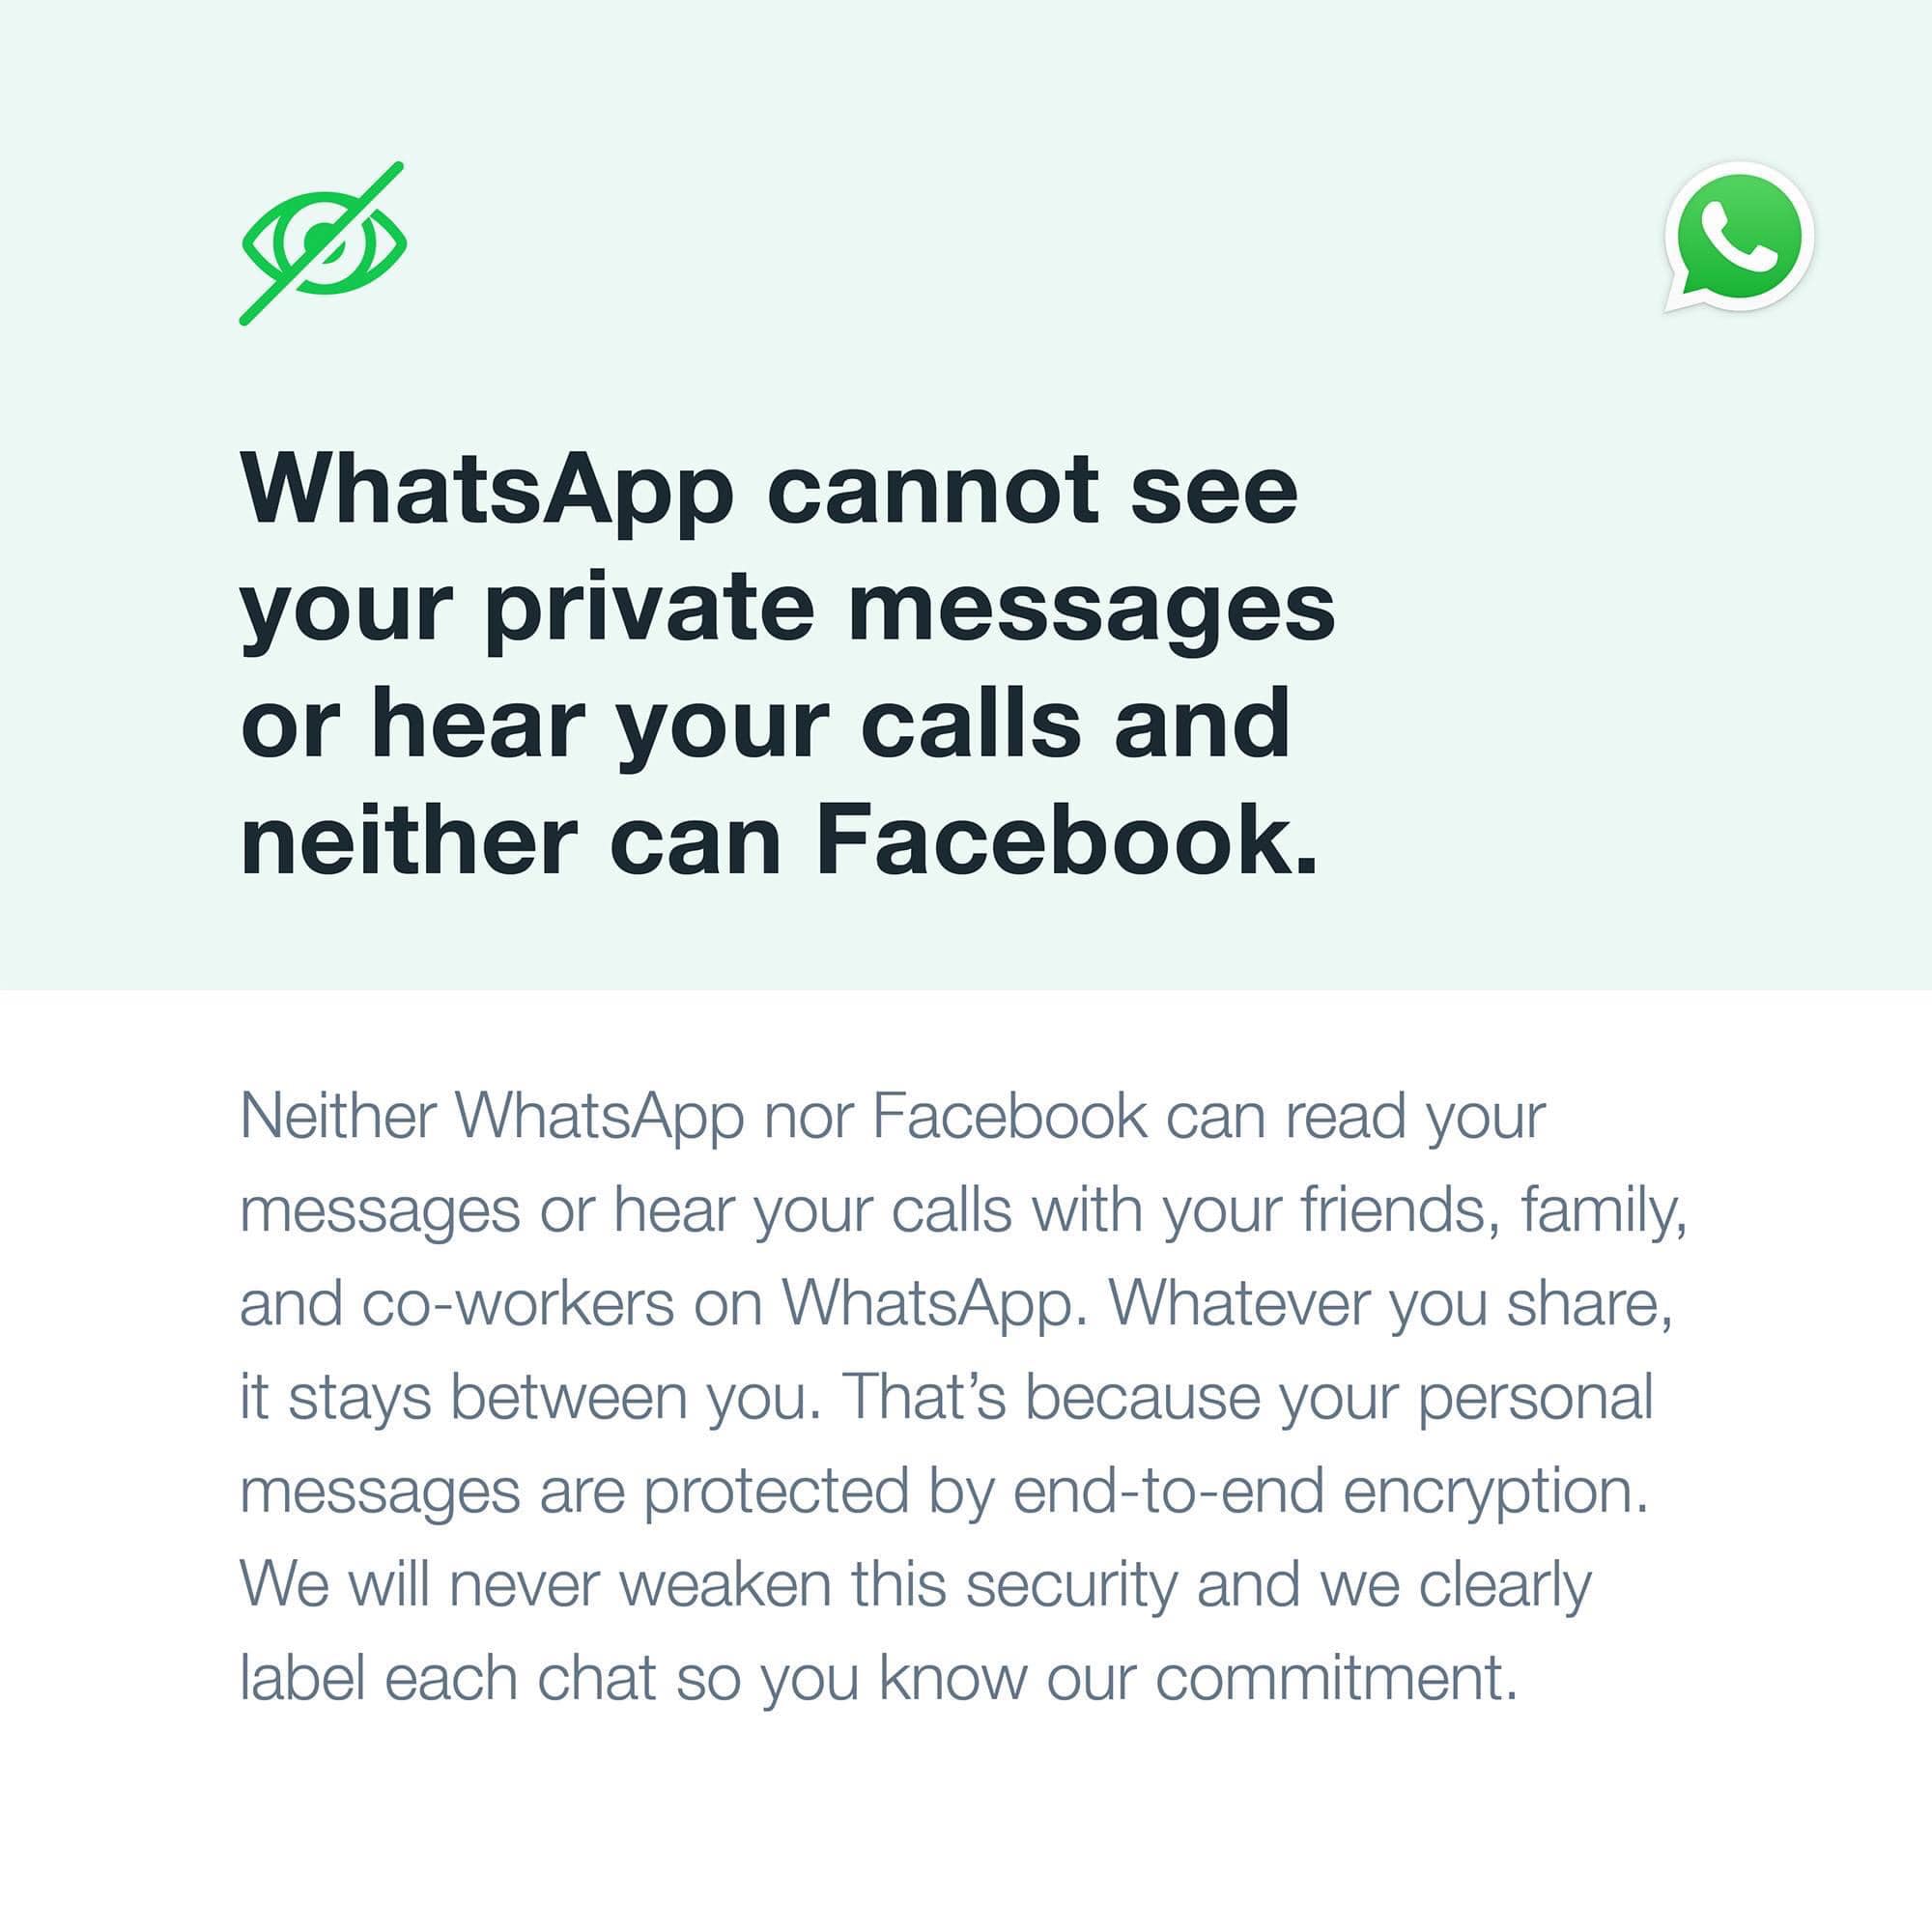 WhatsApp cannot see
your private messages
or hear your calls and
neither can Facebook.
Neither WhatsApp nor Facebook can read your
messages or hear your calls with your friends, family,
and co-workers on WhatsApp. Whatever you share,
it stays between you. That’s because your personal
messages are protected by end-to-end encryption.
We will never weaken this security and we clearly
label each chat so you know our commitment.